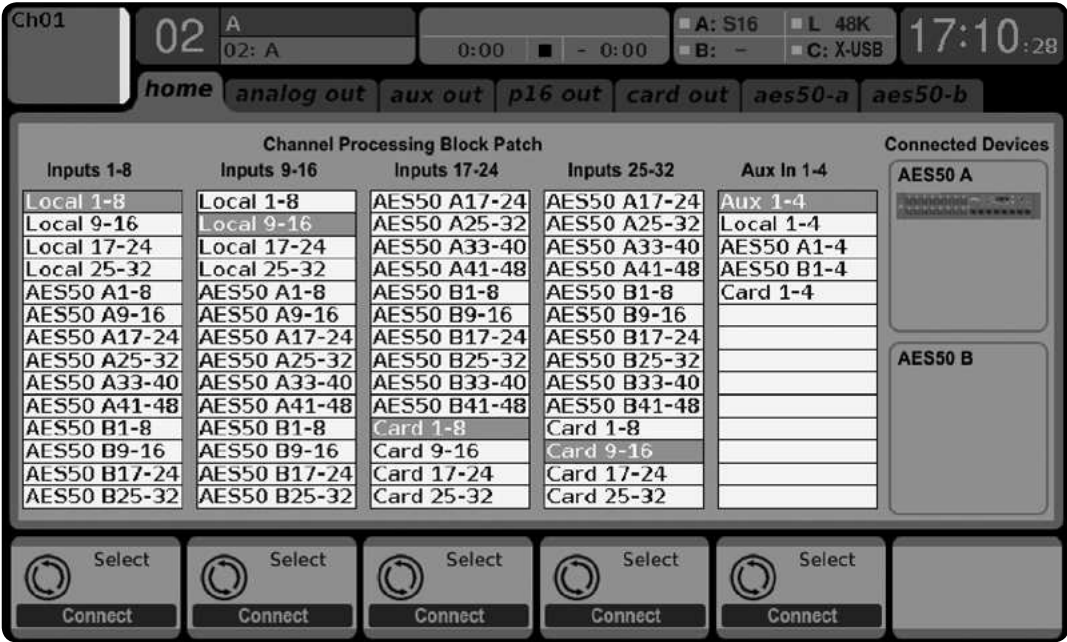 Ch01
02
A
02: A
0:00 - 0:00
A: S16 L 48K
B: - C: X-USB
17:10:28
home analog out aux out p16 out card out aes50-a aes50-b
Channel Processing Block Patch
Connected Devices
Inputs 1-8 Inputs 9-16 Inputs 17-24 Inputs 25-32 Aux In 1-4
AES50 A
Local 1-8 Local 1-8 AES50 A17-24 AES50 A17-24 Aux 1-4
Local 9-16 Local 9-16 AES50 A25-32 AES50 A25-32 Local 1-4
Local 17-24 Local 17-24 AES50 A33-40 AES50 A33-40 AES50 A1-4
Local 25-32 Local 25-32 AES50 A41-48 AES50 A41-48 AES50 B1-4
AES50 A1-8 AES50 A1-8 AES50 B1-8 AES50 B1-8 Card 1-4
AES50 A9-16 AES50 A9-16 AES50 B9-16 AES50 B9-16
AES50 A17-24 AES50 A17-24 AES50 B17-24 AES50 B17-24
AES50 A25-32 AES50 A25-32 AES50 B25-32 AES50 B25-32
AES50 B
AES50 A33-40 AES50 A33-40 AES50 B33-40 AES50 B33-40
AES50 A41-48 AES50 A41-48 AES50 B41-48 AES50 B41-48
AES50 B1-8 AES50 B1-8 Card 1-8 Card 1-8
AES50 B9-16 AES50 B9-16 Card 9-16 Card 9-16
AES50 B17-24 AES50 B17-24 Card 17-24 Card 17-24
AES50 B25-32 AES50 B25-32 Card 25-32 Card 25-32
Select Select Select Select Select
Connect Connect Connect Connect Connect